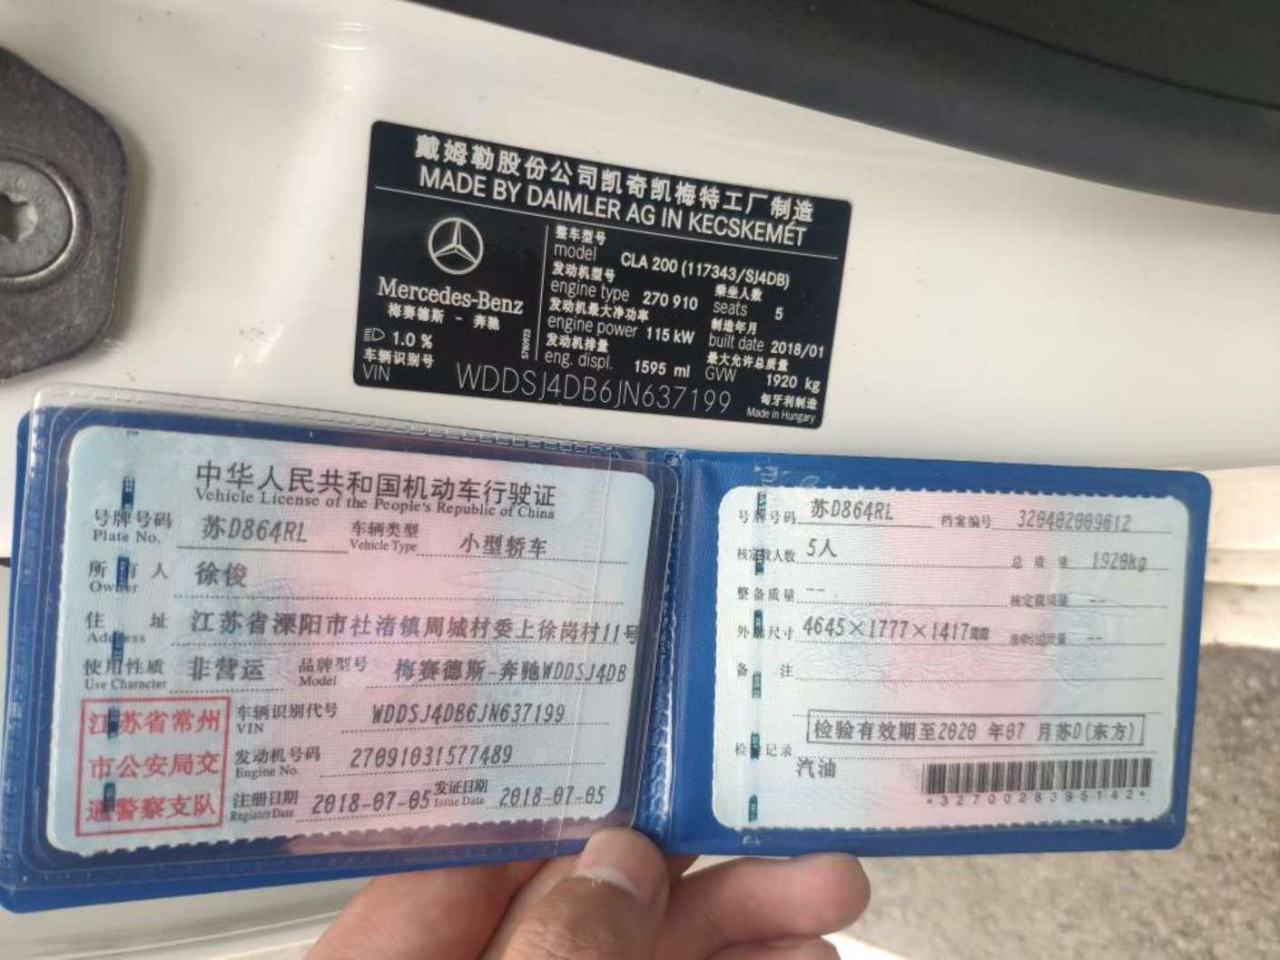 戴姆勒股份公司凯奇凯梅特工厂制造
MADE BY DAIMLER AG IN KECSKEMÉT
Mercedes-Benz
梅赛德斯 - 奔驰
1.0 %
整车型号
model CLA 200 (117343/SJ4DB)
发动机型号
engine type 270 910
乘坐人数
seats 5
发动机最大净功率
engine power 115 kW
制造年月
built date 2018/01
发动机排量
eng. displ. 1595 ml
最大允许总质量
GVW 1920 kg
车辆识别号
VIN WDDSJ4DB6JN637199
匈牙利制造
Made in Hungary
中华人民共和国机动车行驶证
Vehicle License of the People's Republic of China
号牌号码 苏D864RL 车辆类型 小型轿车
Plate No. Vehicle Type
所有人 徐俊
Owner
住址 江苏省溧阳市社渚镇周城村委上徐岗村11号
Address
使用性质 非营运 品牌型号 梅赛德斯-奔驰WDDSJ4DB
Use Character Model
江苏省常州
市公安局交
通警察支队
车辆识别代号 WDDSJ4DB6JN637199
VIN
发动机号码 27091031577489
Engine No.
注册日期 2018-07-05 发证日期 2018-07-05
Register Date Issue Date
号牌号码 苏D864RL 档案编号 320402009612
核定载人数 5人 总质量 1920kg
整备质量 -- 核定载质量 --
外廓尺寸 4645×1777×1417 --
备注
检验有效期至2020 年07 月苏D(东方)
检验记录
汽油
*3270028395142*